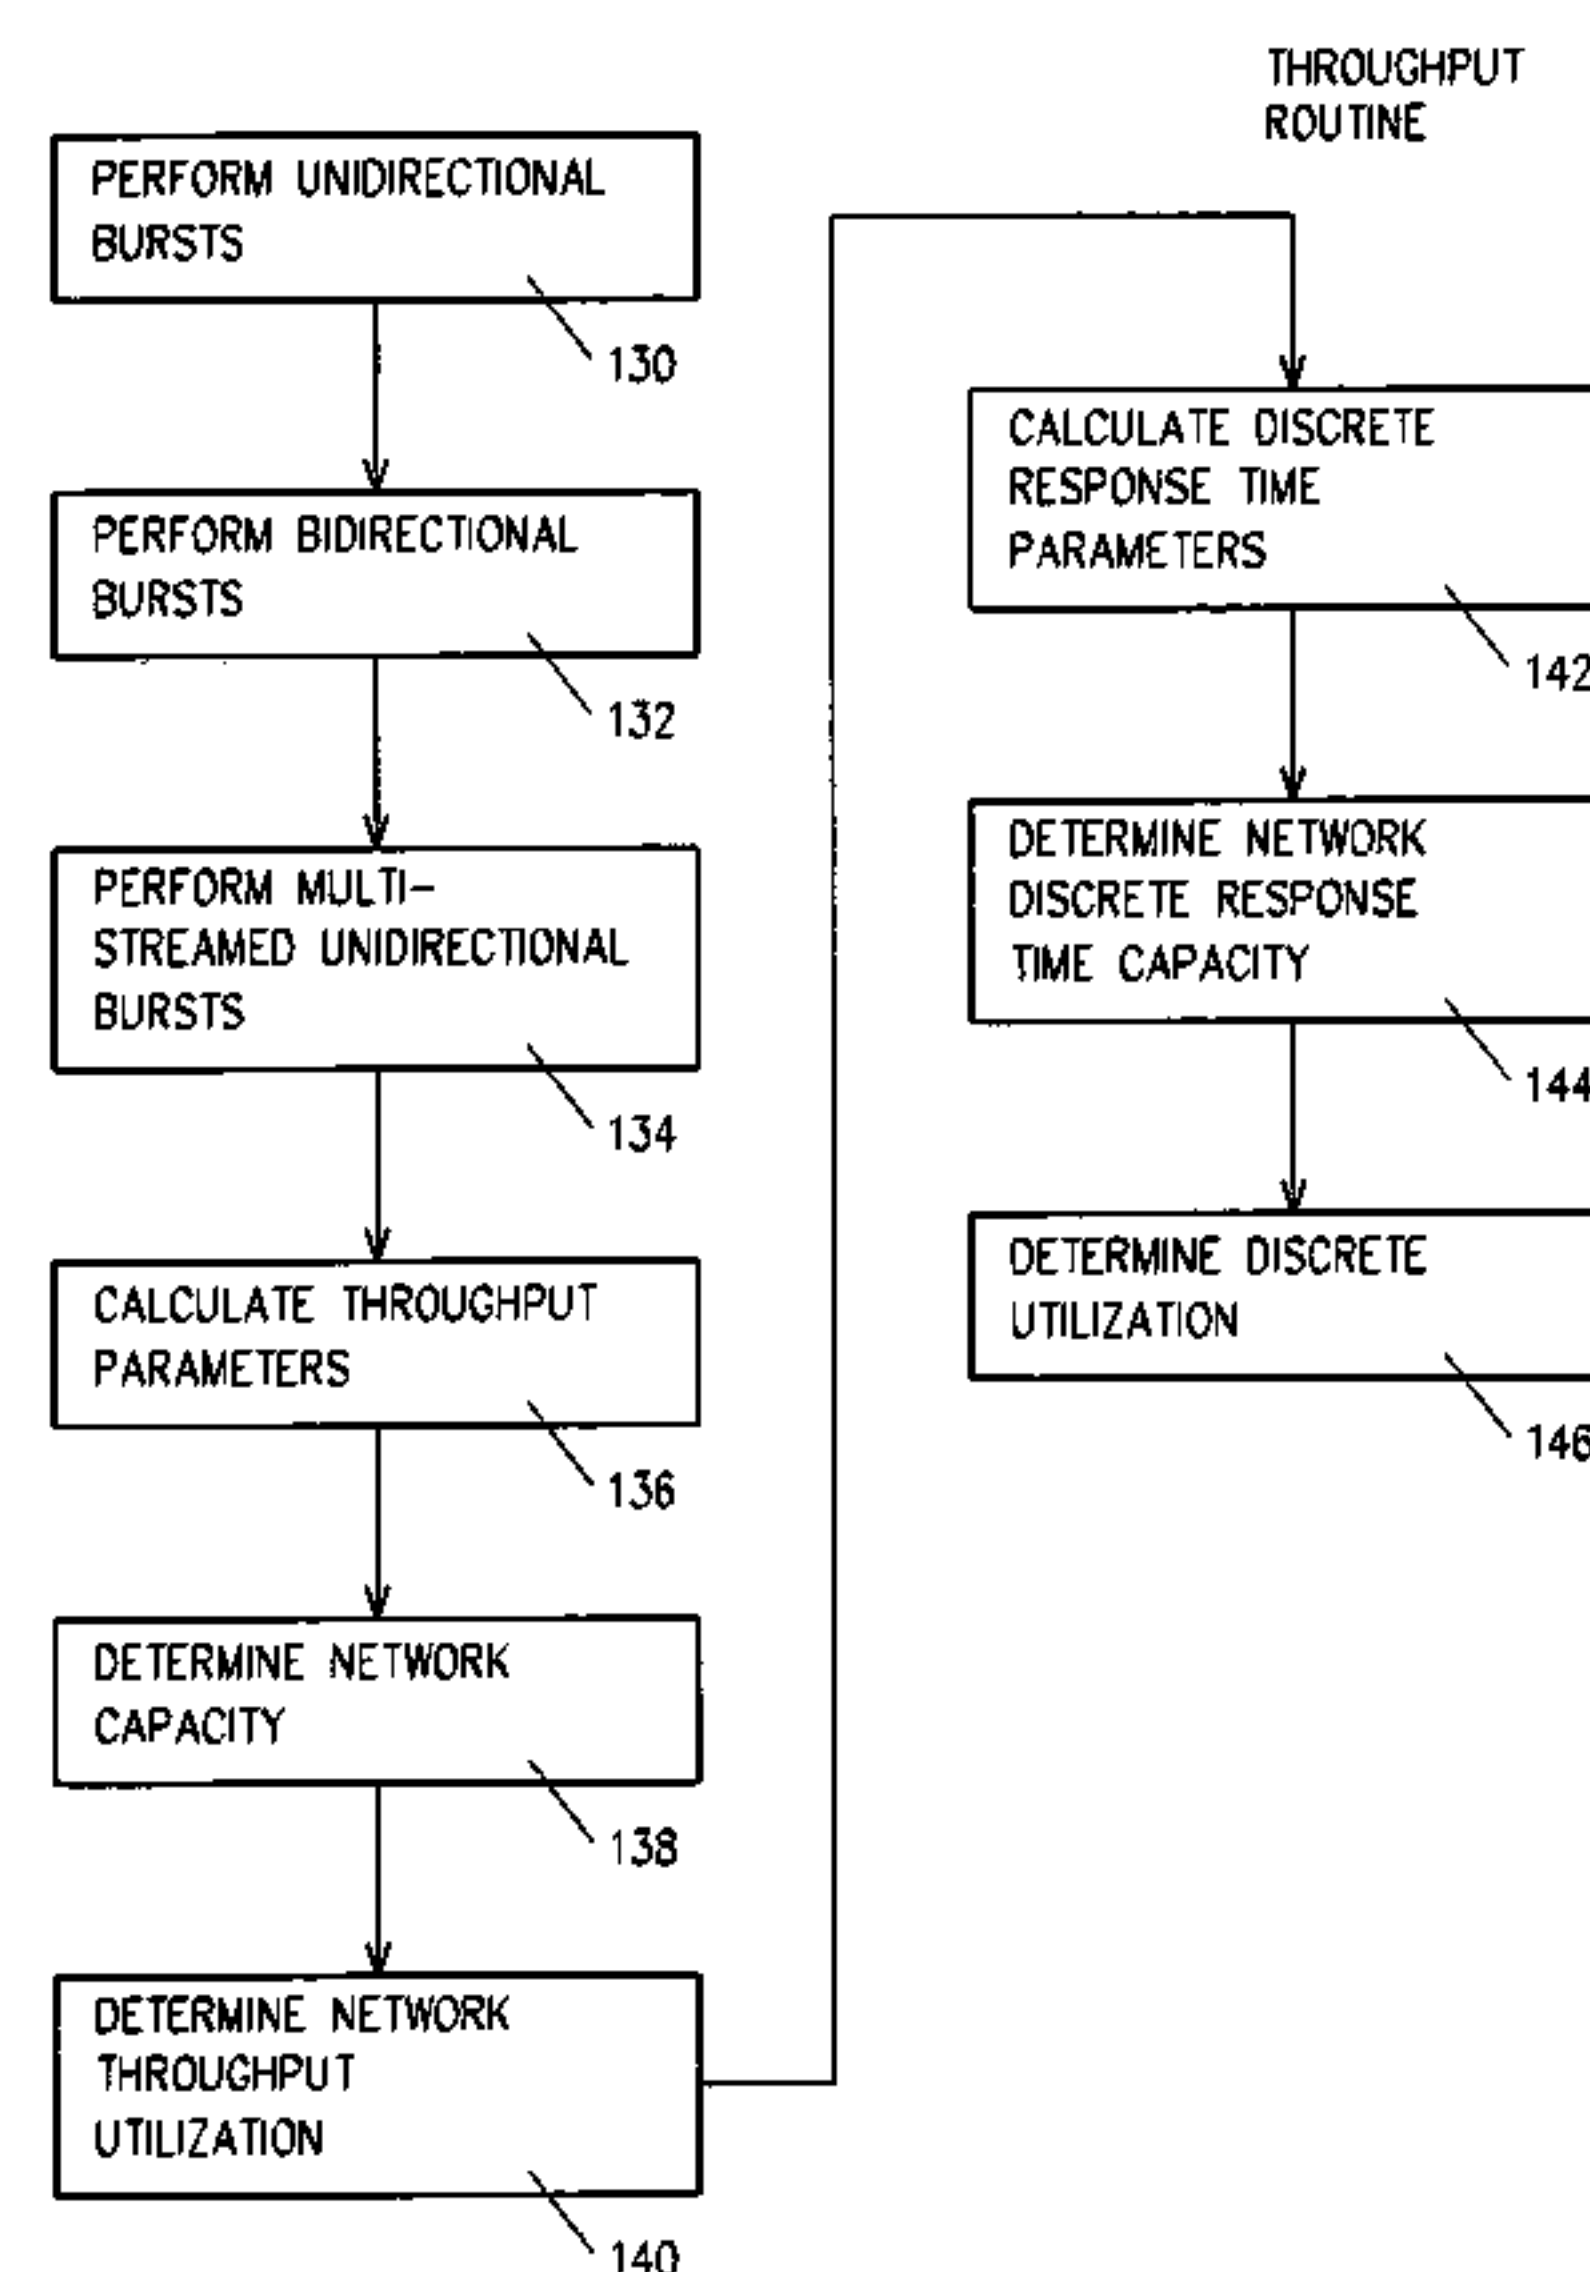 THROUGHPUT
ROUTINE
PERFORM UNIDIRECTIONAL
BURSTS
130
PERFORM BIDIRECTIONAL
BURSTS
132
PERFORM MULTI-
STREAMED UNIDIRECTIONAL
BURSTS
134
CALCULATE THROUGHPUT
PARAMETERS
136
DETERMINE NETWORK
CAPACITY
138
DETERMINE NETWORK
THROUGHPUT
UTILIZATION
140
CALCULATE DISCRETE
RESPONSE TIME
PARAMETERS
142
DETERMINE NETWORK
DISCRETE RESPONSE
TIME CAPACITY
144
DETERMINE DISCRETE
UTILIZATION
146